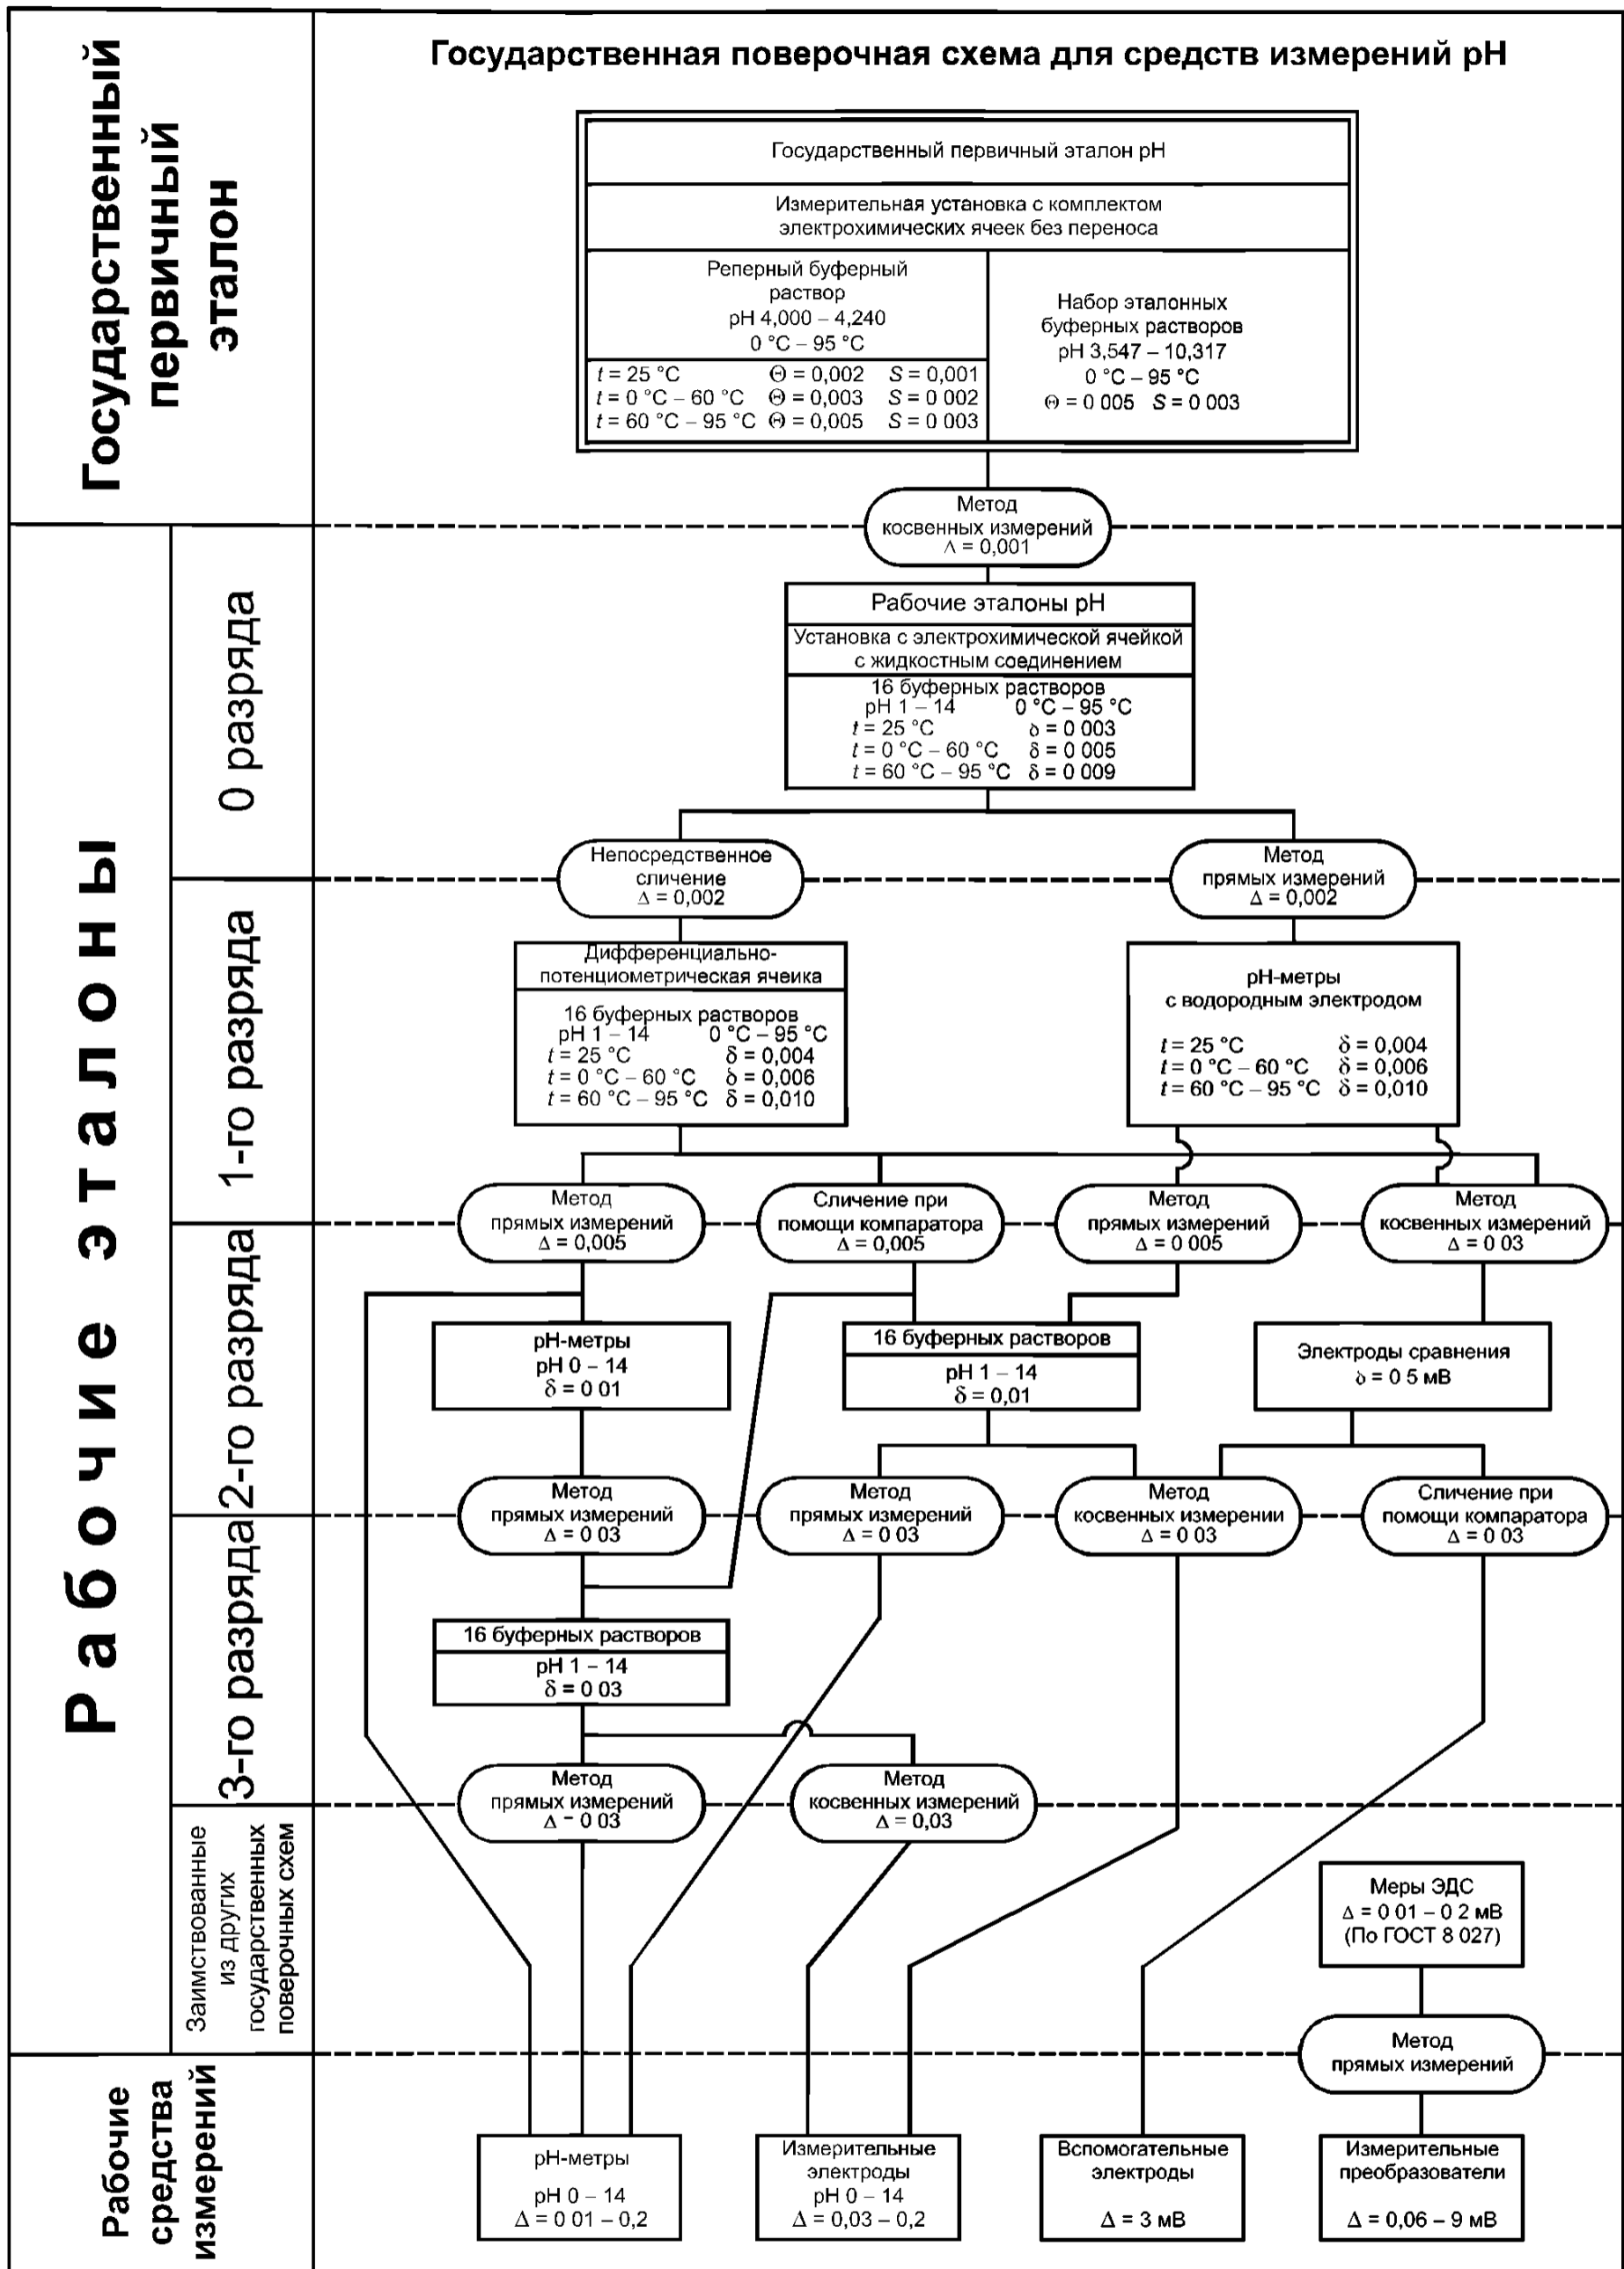 Государственная поверочная схема для средств измерений pH
Государственный
первичный
эталон
Государственный первичный эталон pH
Измерительная установка с комплектом
электрохимических ячеек без переноса
Реперный буферный
раствор
pH 4,000 – 4,240
0 °C – 95 °C
t = 25 °C Θ = 0,002 S = 0,001
t = 0 °C – 60 °C Θ = 0,003 S = 0 002
t = 60 °C – 95 °C Θ = 0,005 S = 0 003
Набор эталонных
буферных растворов
pH 3,547 – 10,317
0 °C – 95 °C
Θ = 0 005 S = 0 003
Метод
косвенных измерений
Δ = 0,001
Рабочие эталоны
0 разряда
Рабочие эталоны pH
Установка с электрохимической ячейкой
с жидкостным соединением
16 буферных растворов
pH 1 – 14 0 °C – 95 °C
t = 25 °C δ = 0 003
t = 0 °C – 60 °C δ = 0 005
t = 60 °C – 95 °C δ = 0 009
Непосредственное
сличение
Δ = 0,002
Метод
прямых измерений
Δ = 0,002
1-го разряда
Дифференциально-
потенциометрическая ячейка
16 буферных растворов
pH 1 – 14 0 °C – 95 °C
t = 25 °C δ = 0,004
t = 0 °C – 60 °C δ = 0,006
t = 60 °C – 95 °C δ = 0,010
pH-метры
с водородным электродом
t = 25 °C δ = 0,004
t = 0 °C – 60 °C δ = 0,006
t = 60 °C – 95 °C δ = 0,010
Метод
прямых измерений
Δ = 0,005
Сличение при
помощи компаратора
Δ = 0,005
Метод
прямых измерений
Δ = 0 005
Метод
косвенных измерений
Δ = 0 03
2-го разряда
pH-метры
pH 0 – 14
δ = 0 01
16 буферных растворов
pH 1 – 14
δ = 0,01
Электроды сравнения
δ = 0 5 мВ
Метод
прямых измерений
Δ = 0 03
Метод
прямых измерений
Δ = 0 03
Метод
косвенных измерении
Δ = 0 03
Сличение при
помощи компаратора
Δ = 0 03
3-го разряда
16 буферных растворов
pH 1 – 14
δ = 0 03
Метод
прямых измерений
Δ = 0 03
Метод
косвенных измерений
Δ = 0,03
Заимствованные
из других
государственных
поверочных схем
Меры ЭДС
Δ = 0 01 – 0 2 мВ
(По ГОСТ 8 027)
Метод
прямых измерений
Рабочие
средства
измерений
pH-метры
pH 0 – 14
Δ = 0 01 – 0,2
Измерительные
электроды
pH 0 – 14
Δ = 0,03 – 0,2
Вспомогательные
электроды
Δ = 3 мВ
Измерительные
преобразователи
Δ = 0,06 – 9 мВ